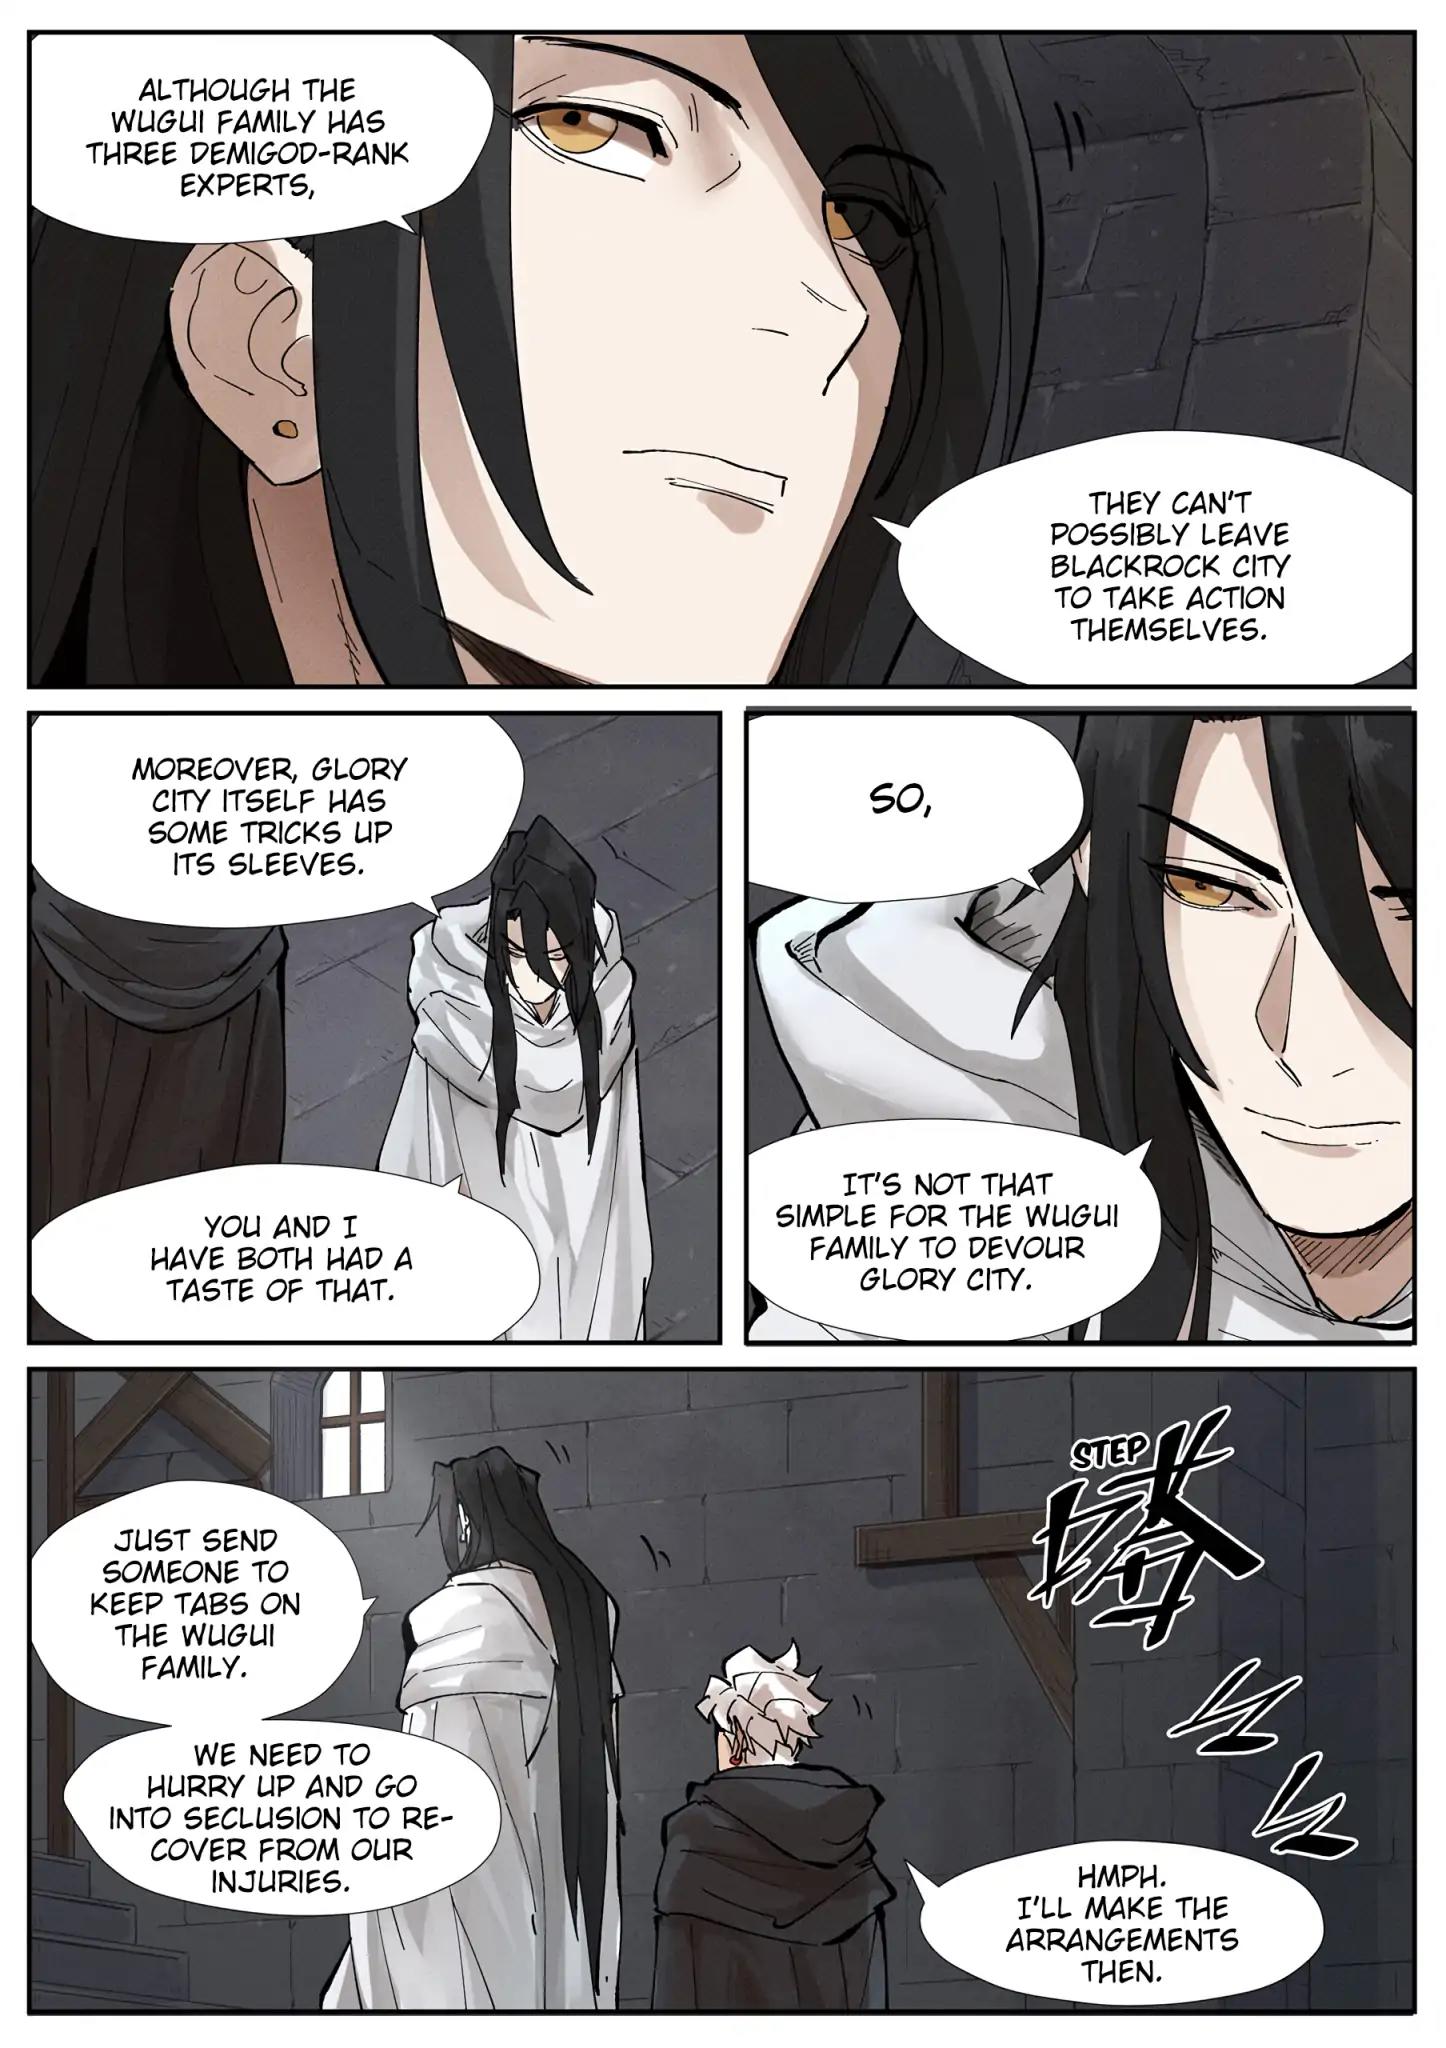 ALTHOUGH THE
WUGUI FAMILY HAS
THREE DEMIGOD-RANK
EXPERTS,
THEY CAN'T
POSSIBLY LEAVE
BLACKROCK CITY
TO TAKE ACTION
THEMSELVES.
MOREOVER, GLORY
CITY ITSELF HAS
SOME TRICKS UP
ITS SLEEVES.
YOU AND I
HAVE BOTH HAD A
TASTE OF THAT.
SO,
IT'S NOT THAT
SIMPLE FOR THE WUGUI
FAMILY TO DEVOUR
GLORY CITY.
JUST SEND
SOMEONE TO
KEEP TABS ON
THE WUGUI
FAMILY.
WE NEED TO
HURRY UP AND GO
INTO SECLUSION TO RE-
COVER FROM OUR
INJURIES.
STEP
HMPH.
I'LL MAKE THE
ARRANGEMENTS
THEN.